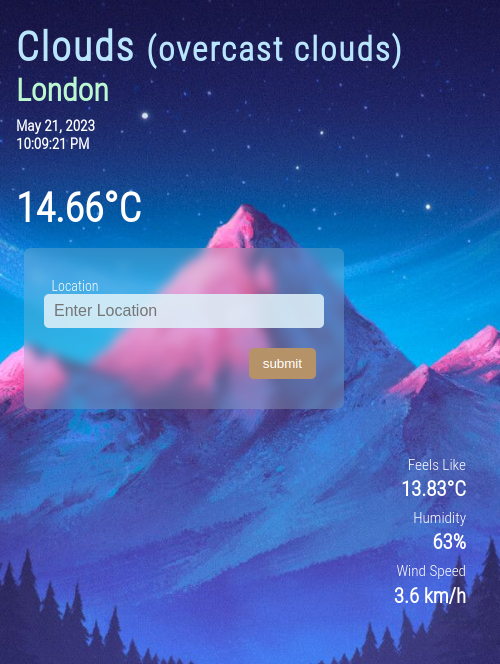 Clouds (overcast clouds)
London
May 21, 2023
10:09:21 PM
14.66°C
Location
Enter Location
submit
Feels Like
13.83°C
Humidity
63%
Wind Speed
3.6 km/h